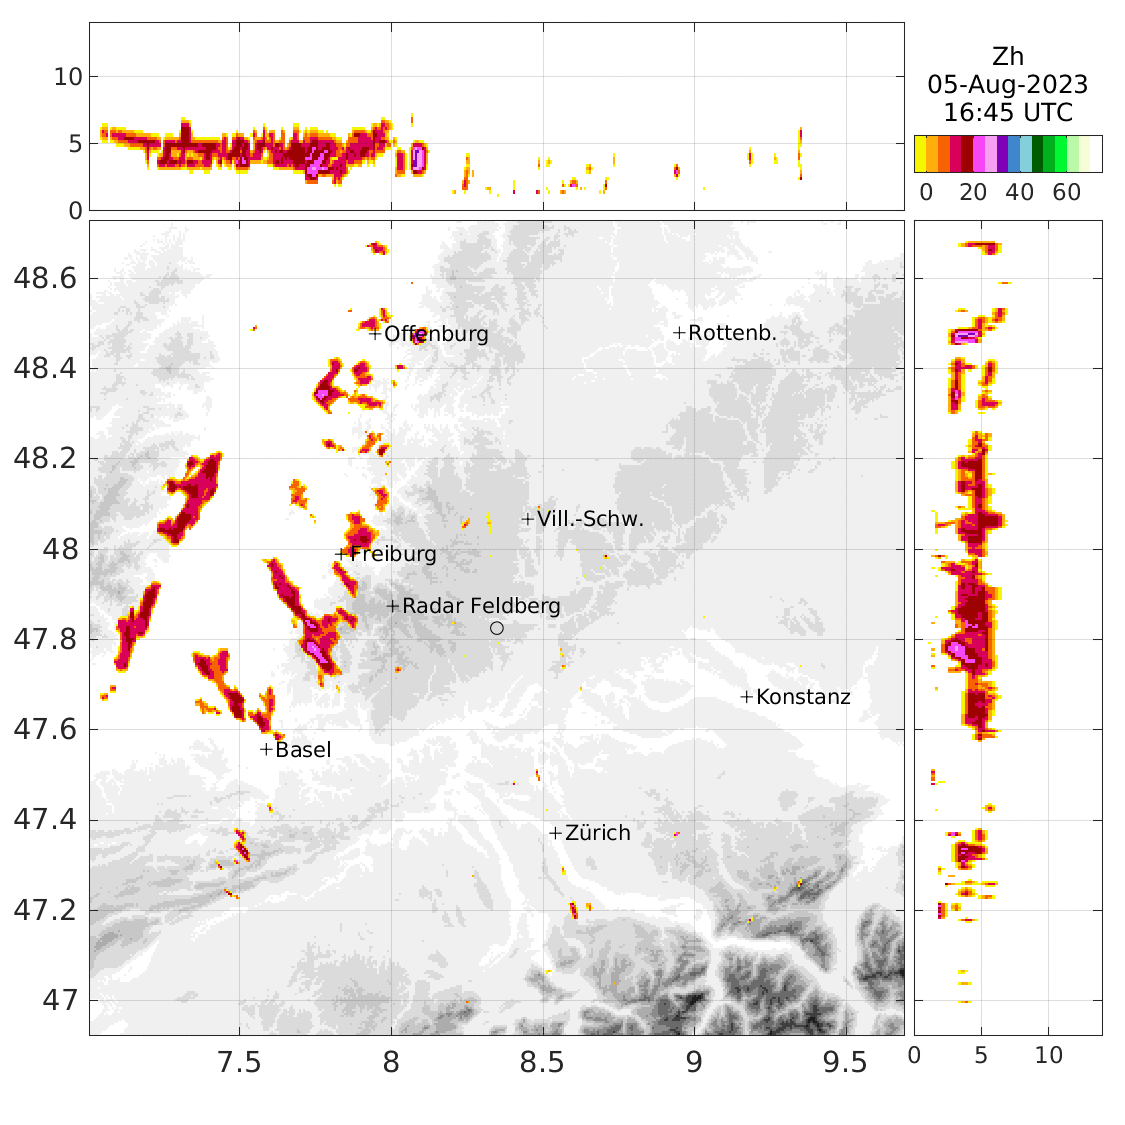 10
5
0
Zh
05-Aug-2023
16:45 UTC
0 20 40 60
48.6
48.4
48.2
48
47.8
47.6
47.4
47.2
47
Offenburg
Rottenb.
Vill.-Schw.
Freiburg
Radar Feldberg
Konstanz
Basel
Zürich
7.5 8 8.5 9 9.5
0 5 10